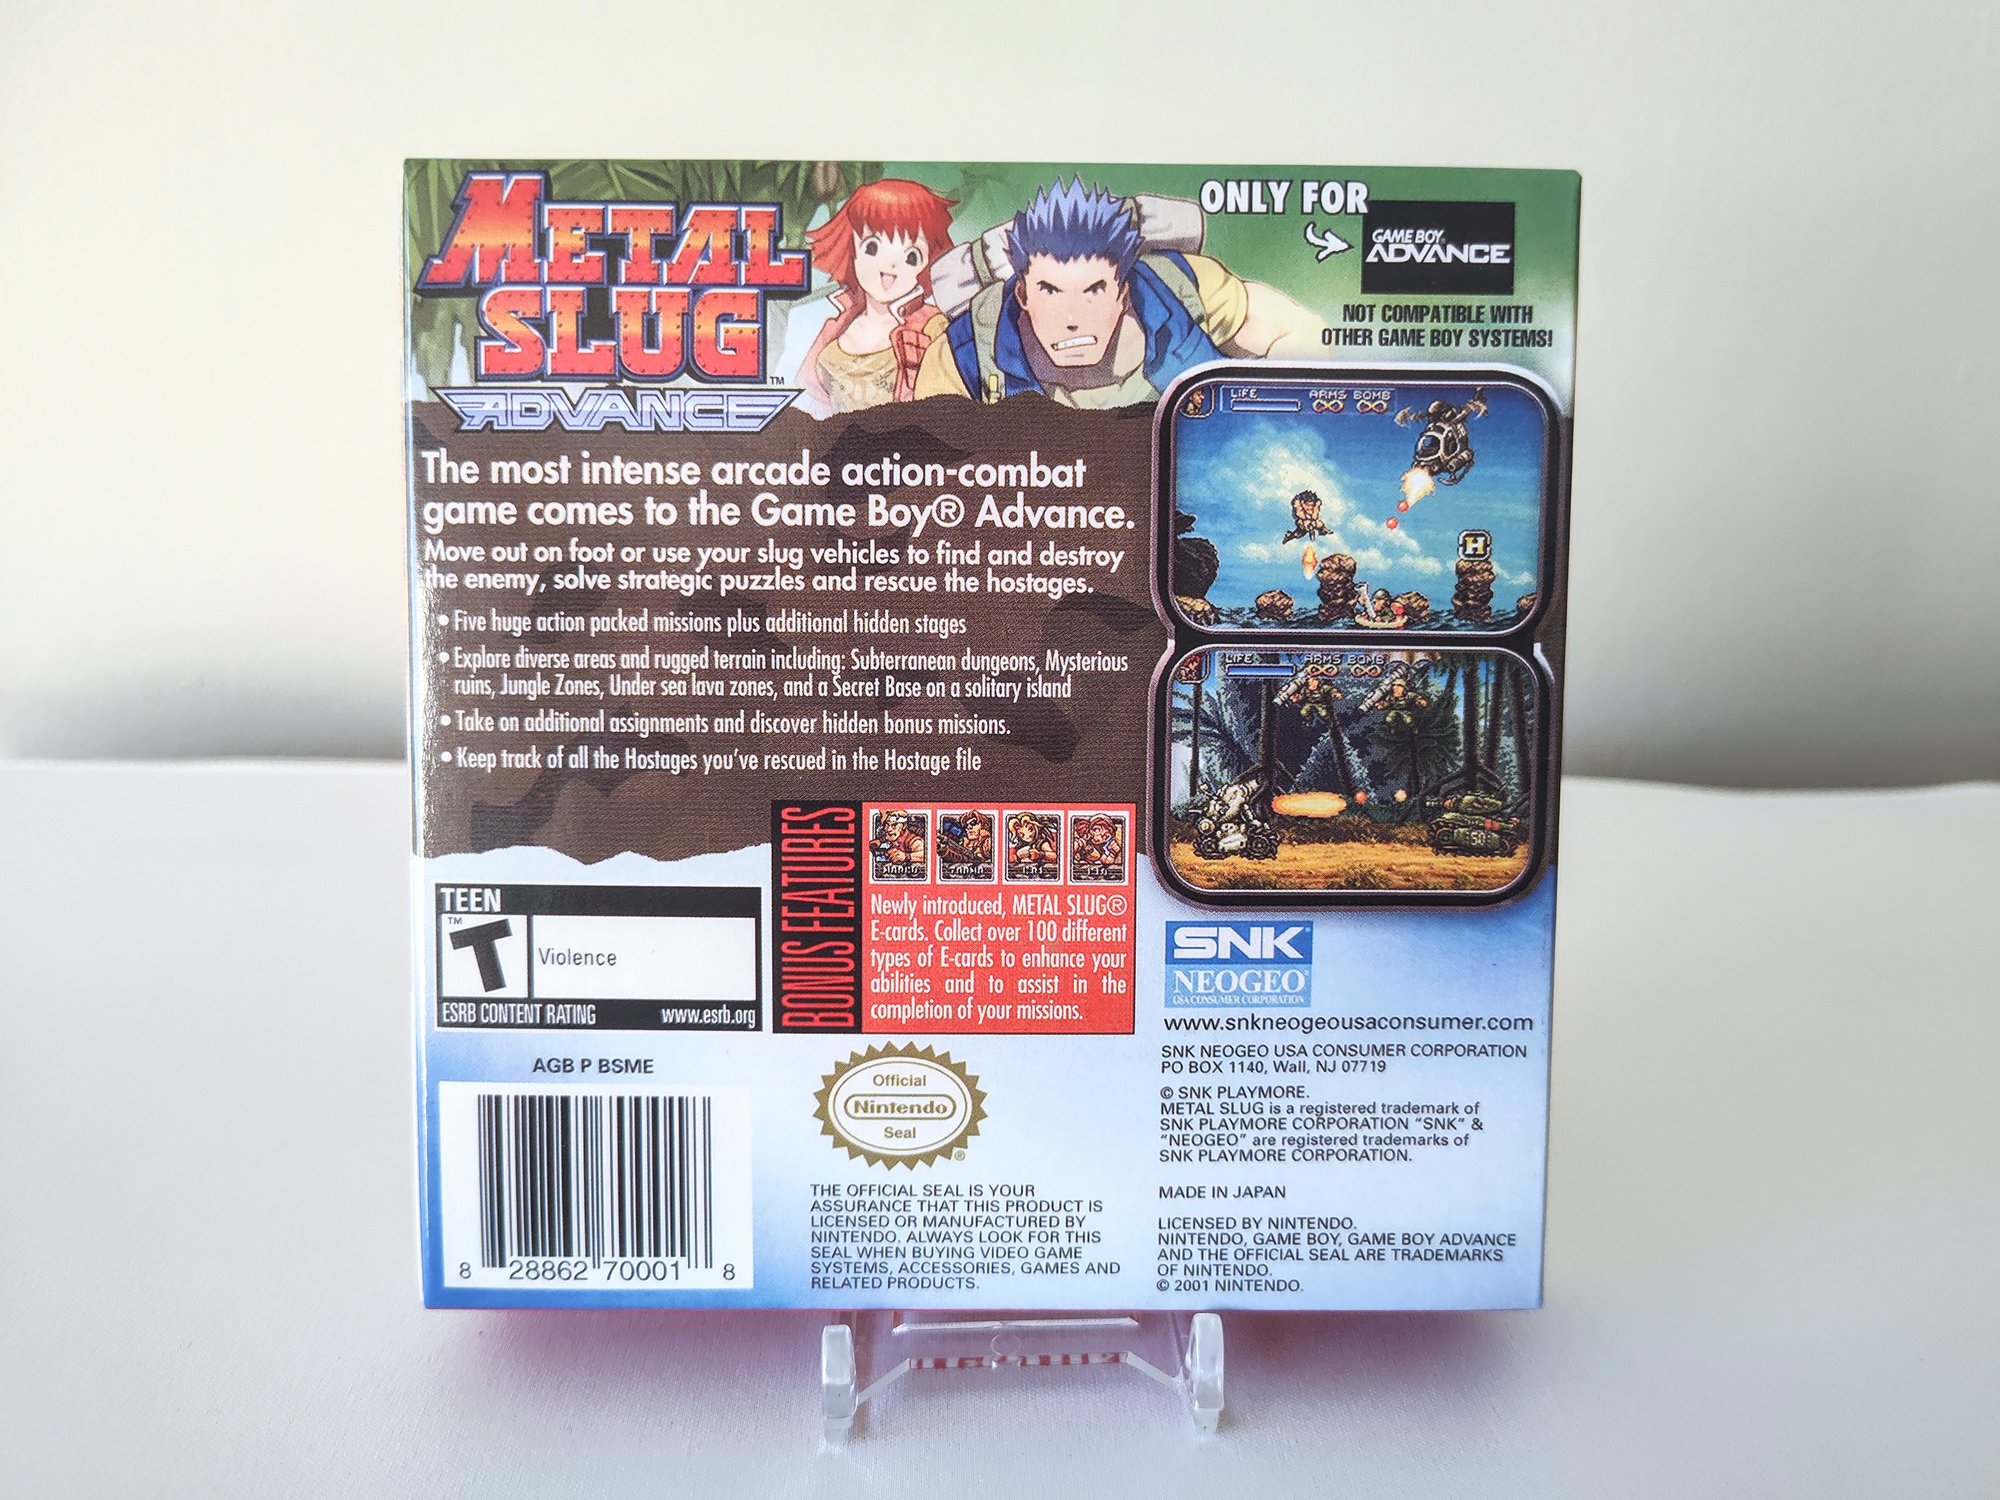 METAL
SLUG
™
ADVANCE
ONLY FOR
GAME BOY
ADVANCE
NOT COMPATIBLE WITH
OTHER GAME BOY SYSTEMS!
The most intense arcade action-combat
game comes to the Game Boy® Advance.
Move out on foot or use your slug vehicles to find and destroy
the enemy, solve strategic puzzles and rescue the hostages.
• Five huge action packed missions plus additional hidden stages
• Explore diverse areas and rugged terrain including: Subterranean dungeons, Mysterious
ruins, Jungle Zones, Under sea lava zones, and a Secret Base on a solitary island
• Take on additional assignments and discover hidden bonus missions.
• Keep track of all the Hostages you've rescued in the Hostage file
LIFE ARMS BOMB
H
LIFE ARMS BOMB
BONUS FEATURES
Newly introduced, METAL SLUG®
E-cards. Collect over 100 different
types of E-cards to enhance your
abilities and to assist in the
completion of your missions.
TEEN
™
T
Violence
ESRB CONTENT RATING www.esrb.org
SNK®
NEOGEO®
USA CONSUMER CORPORATION
www.snkneogeousaconsumer.com
SNK NEOGEO USA CONSUMER CORPORATION
PO BOX 1140, Wall, NJ 07719
© SNK PLAYMORE.
METAL SLUG is a registered trademark of
SNK PLAYMORE CORPORATION "SNK" &
"NEOGEO" are registered trademarks of
SNK PLAYMORE CORPORATION.
MADE IN JAPAN
LICENSED BY NINTENDO.
NINTENDO, GAME BOY, GAME BOY ADVANCE
AND THE OFFICIAL SEAL ARE TRADEMARKS
OF NINTENDO.
© 2001 NINTENDO.
AGB P BSME
8 28862 70001 8
Official
Nintendo
Seal
®
THE OFFICIAL SEAL IS YOUR
ASSURANCE THAT THIS PRODUCT IS
LICENSED OR MANUFACTURED BY
NINTENDO. ALWAYS LOOK FOR THIS
SEAL WHEN BUYING VIDEO GAME
SYSTEMS, ACCESSORIES, GAMES AND
RELATED PRODUCTS.